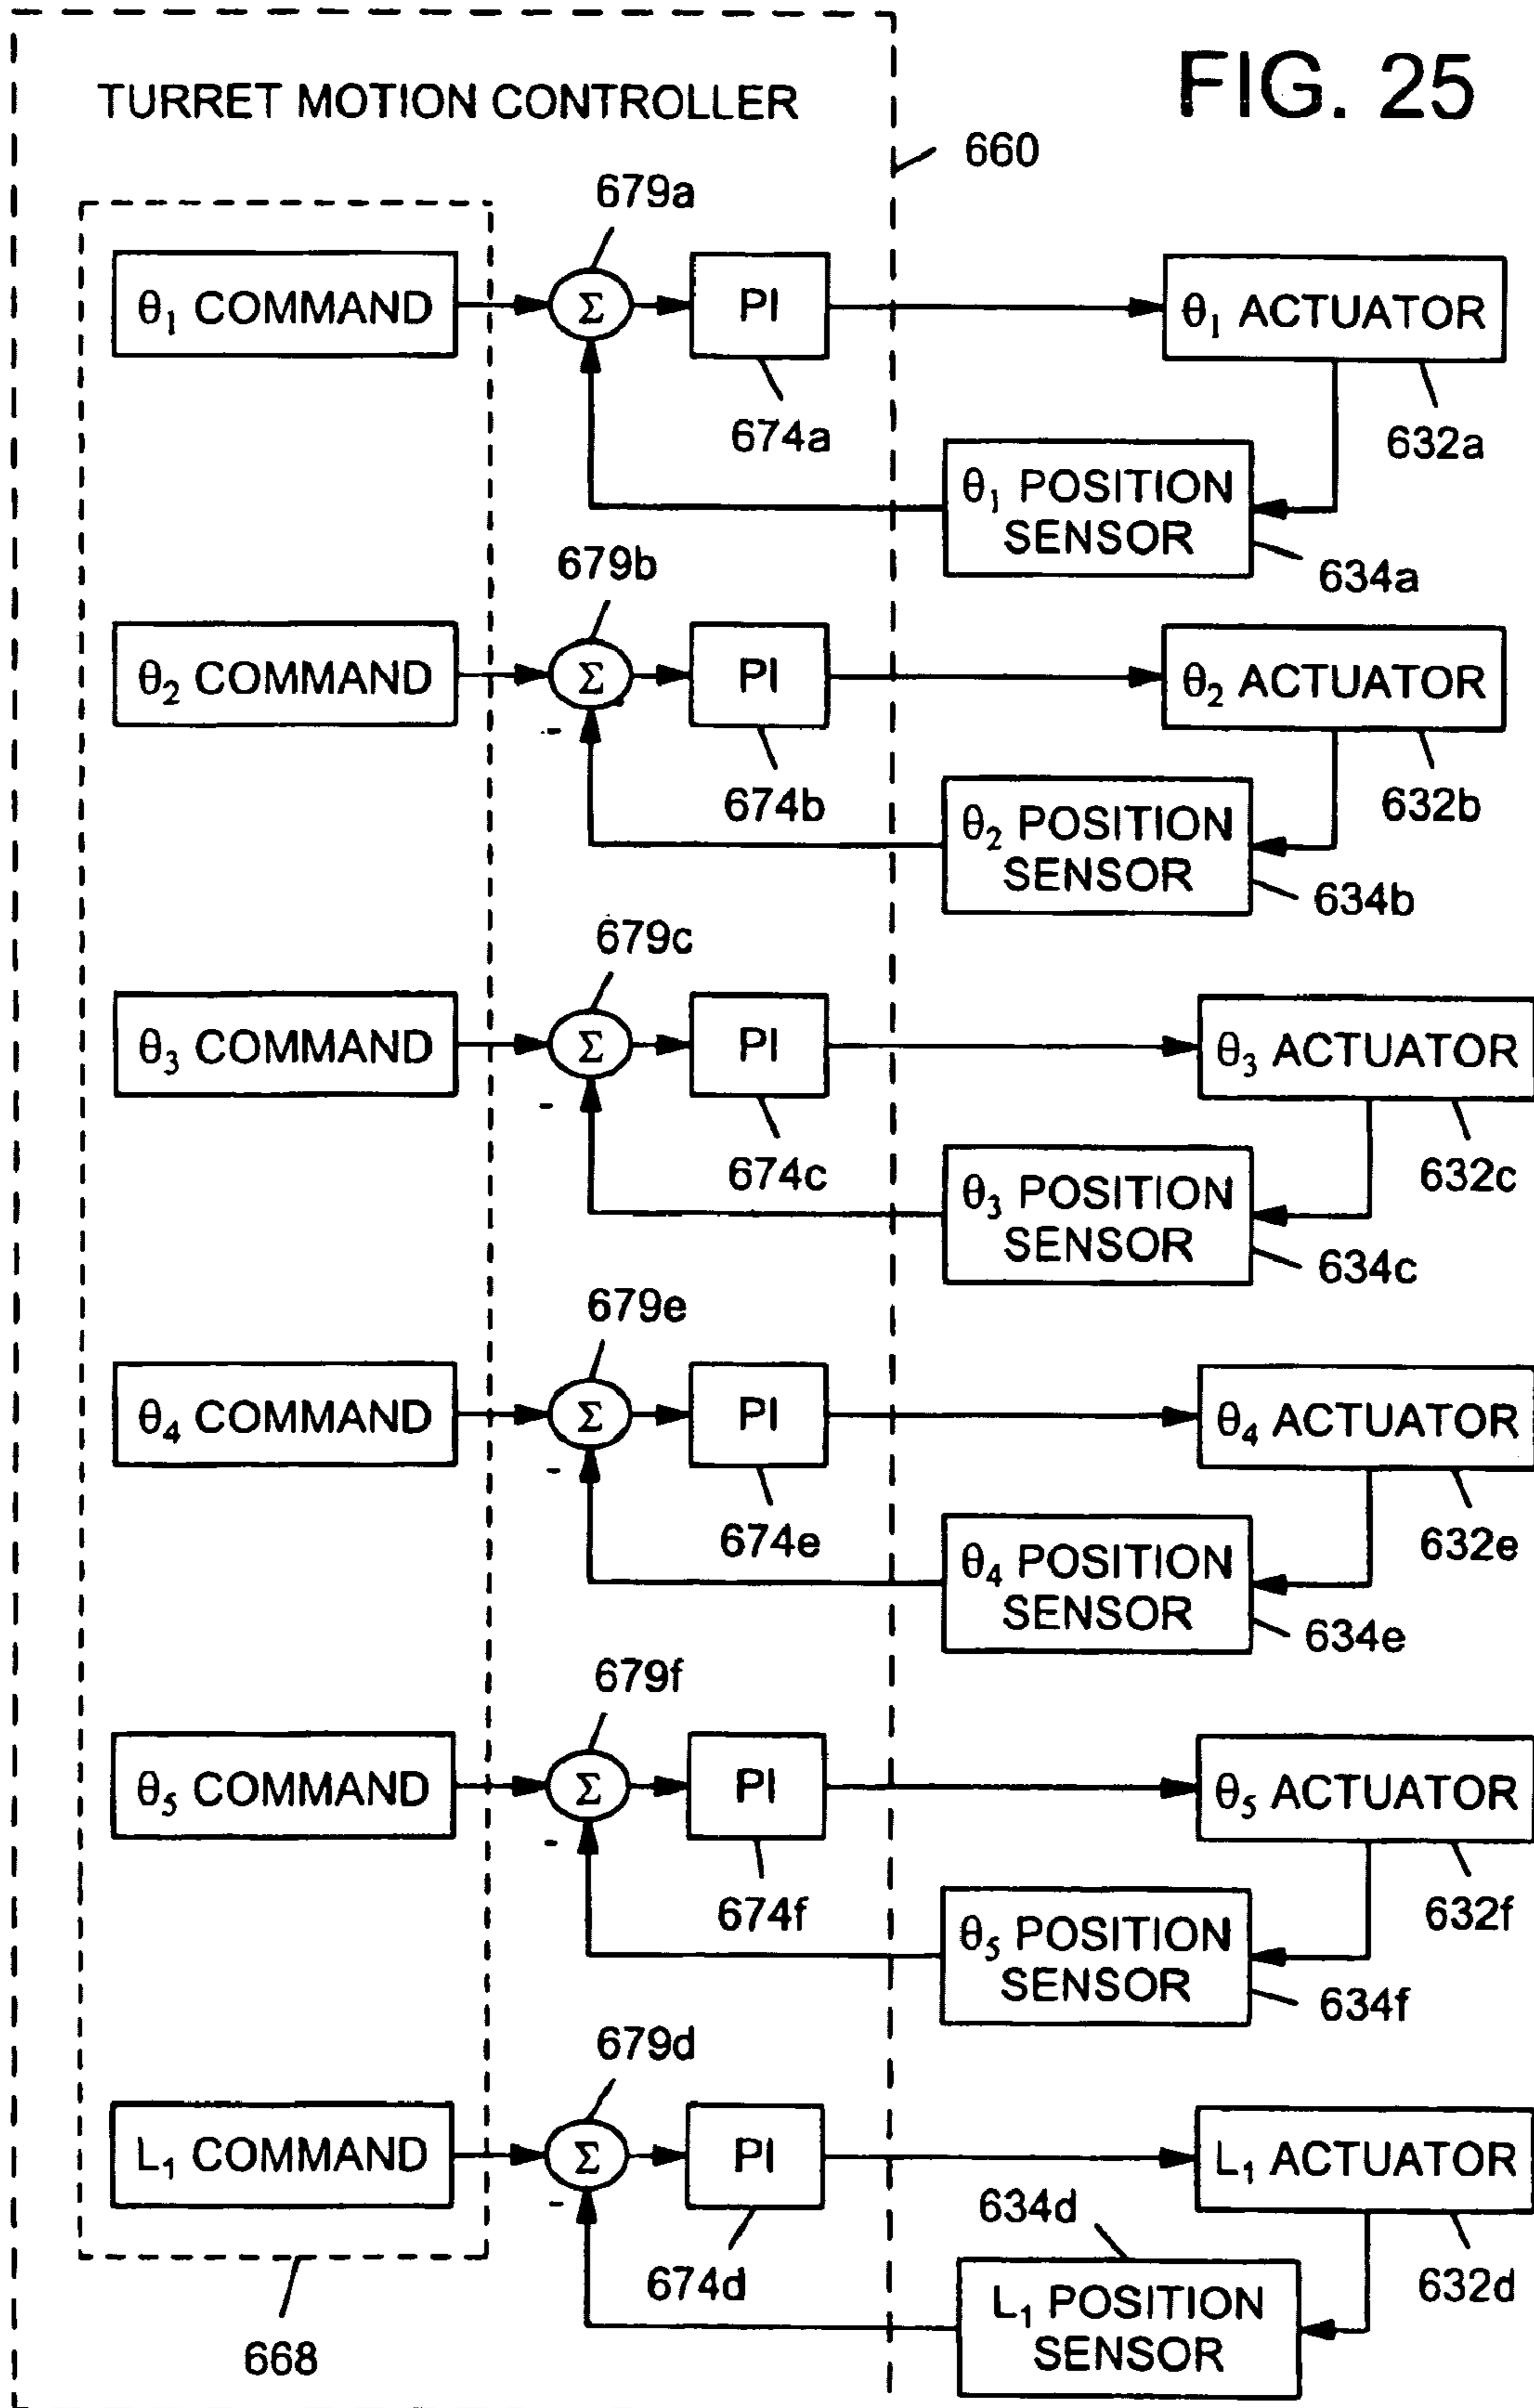 FIG. 25
TURRET MOTION CONTROLLER
660
679a
θ₁ COMMAND
Σ
PI
θ₁ ACTUATOR
674a
632a
θ₁ POSITION
SENSOR
634a
679b
θ₂ COMMAND
Σ
PI
θ₂ ACTUATOR
-
674b
632b
θ₂ POSITION
SENSOR
634b
679c
θ₃ COMMAND
Σ
PI
θ₃ ACTUATOR
-
674c
632c
θ₃ POSITION
SENSOR
634c
679e
θ₄ COMMAND
Σ
PI
θ₄ ACTUATOR
-
674e
632e
θ₄ POSITION
SENSOR
634e
679f
θ₅ COMMAND
Σ
PI
θ₅ ACTUATOR
-
674f
632f
θ₅ POSITION
SENSOR
634f
679d
L₁ COMMAND
Σ
PI
L₁ ACTUATOR
-
674d
634d
632d
L₁ POSITION
SENSOR
668